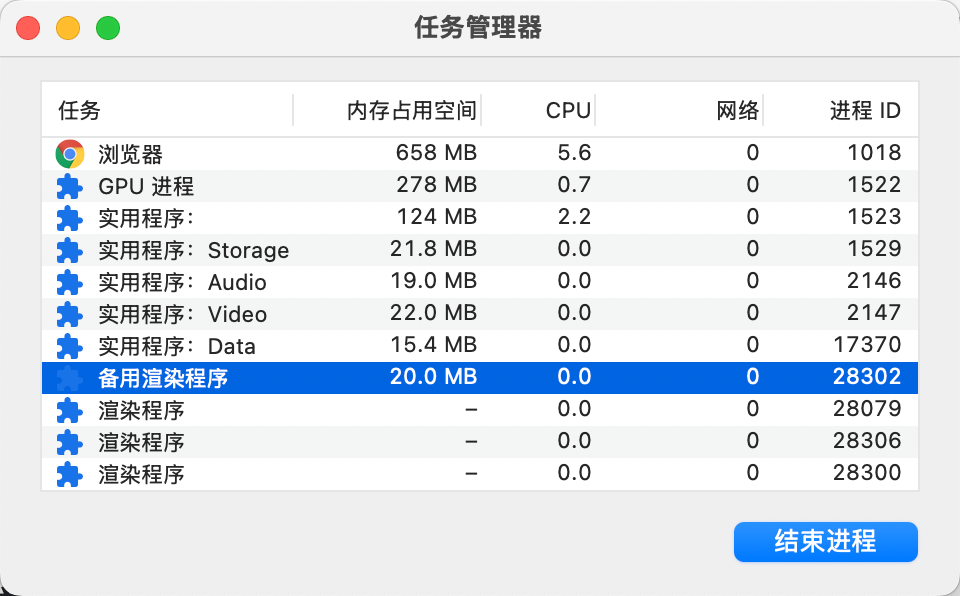 任务管理器
任务 内存占用空间 CPU 网络 进程 ID
浏览器 658 MB 5.6 0 1018
GPU 进程 278 MB 0.7 0 1522
实用程序： 124 MB 2.2 0 1523
实用程序：Storage 21.8 MB 0.0 0 1529
实用程序：Audio 19.0 MB 0.0 0 2146
实用程序：Video 22.0 MB 0.0 0 2147
实用程序：Data 15.4 MB 0.0 0 17370
备用渲染程序 20.0 MB 0.0 0 28302
渲染程序 – 0.0 0 28079
渲染程序 – 0.0 0 28306
渲染程序 – 0.0 0 28300
结束进程